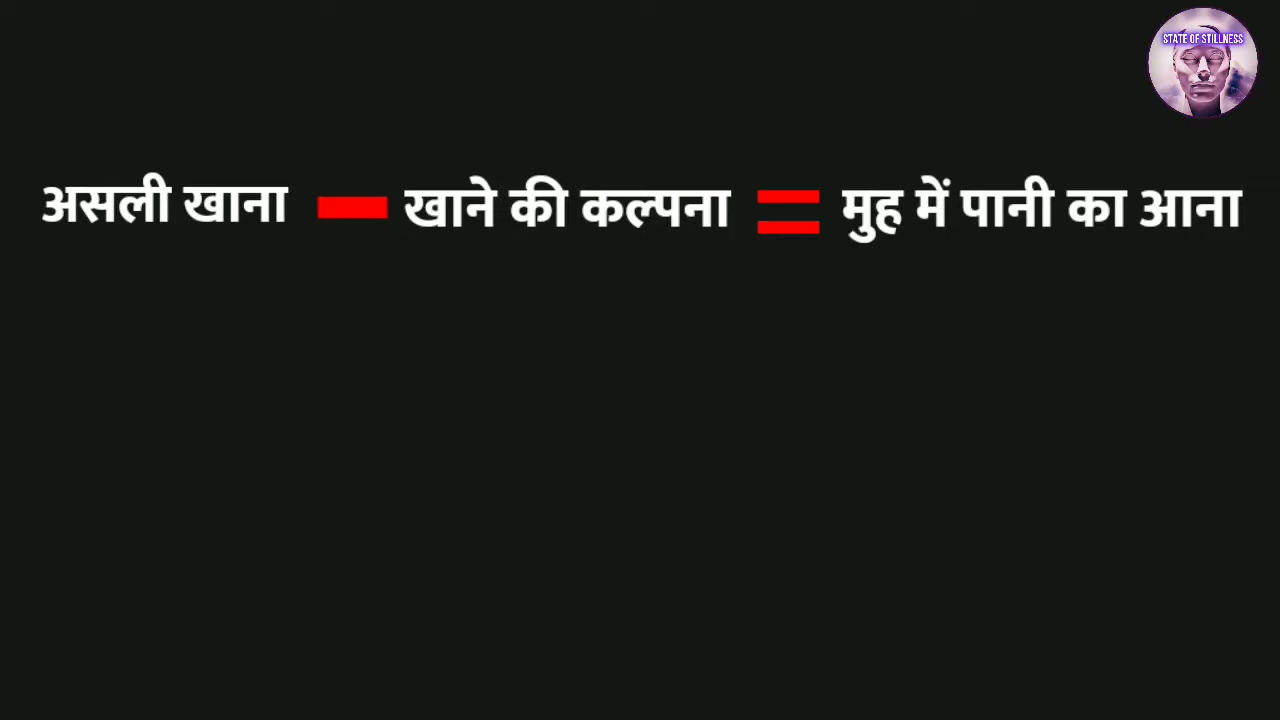 STATE OF STILLNESS
असली खाना − खाने की कल्पना = मुह में पानी का आना